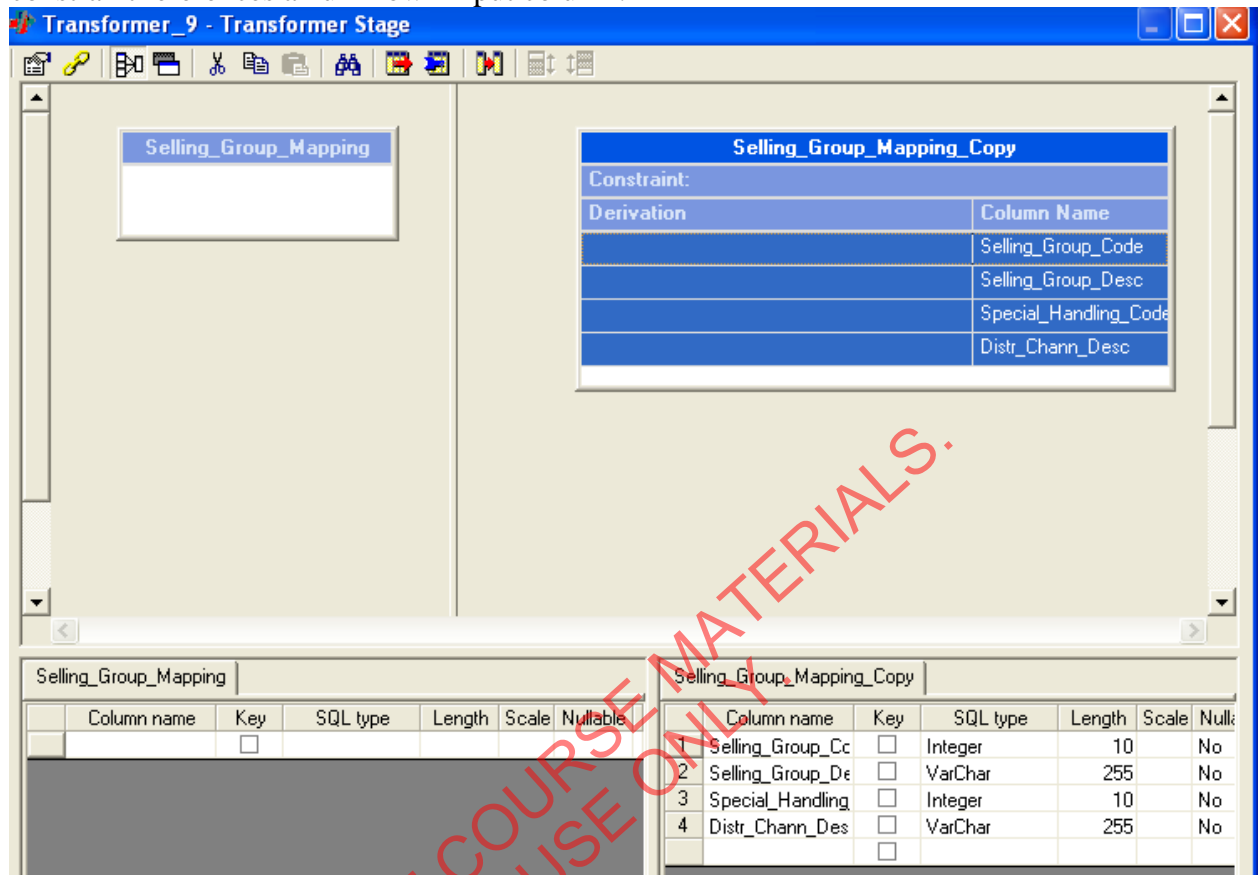 Transformer_9 - Transformer Stage
Selling_Group_Mapping
Selling_Group_Mapping_Copy
Constraint:
Derivation Column Name
Selling_Group_Code
Selling_Group_Desc
Special_Handling_Code
Distr_Chann_Desc
Selling_Group_Mapping
Column name Key SQL type Length Scale Nullable
Selling_Group_Mapping_Copy
Column name Key SQL type Length Scale Nulla
1 Selling_Group_Cc Integer 10 No
2 Selling_Group_De VarChar 255 No
3 Special_Handling Integer 10 No
4 Distr_Chann_Des VarChar 255 No
COURSE MATERIALS.
USE ONLY.